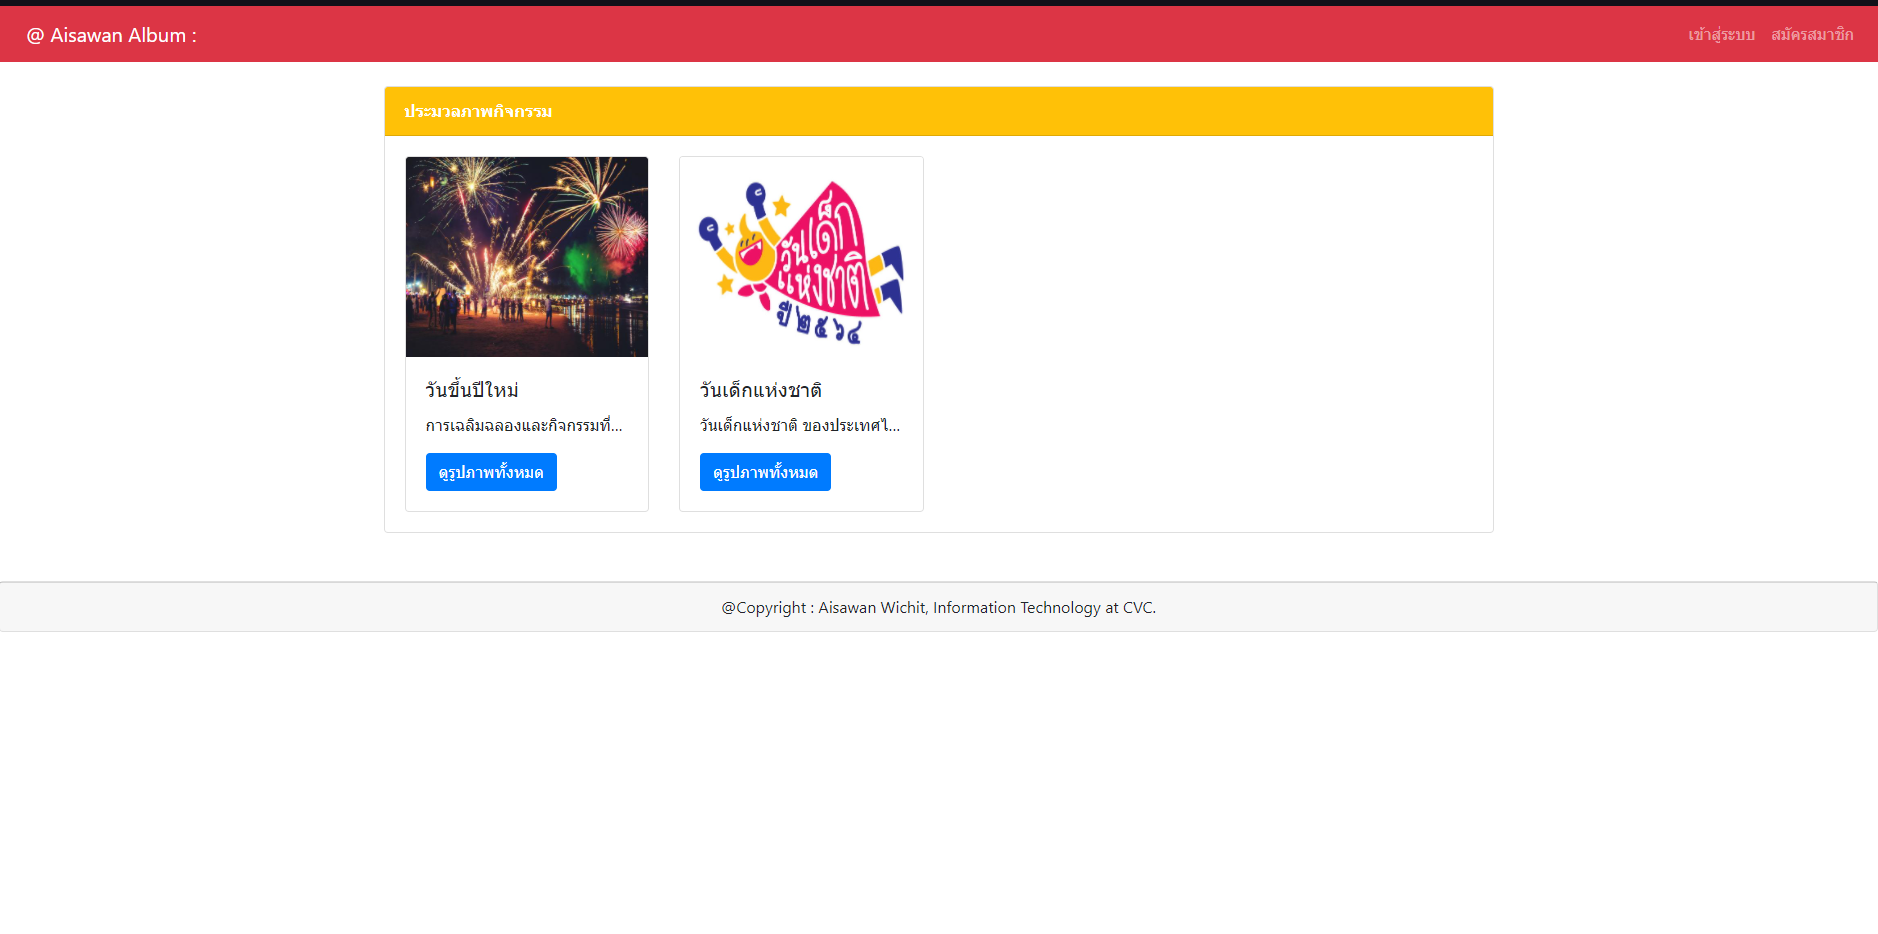 @ Aisawan Album :
เข้าสู่ระบบ สมัครสมาชิก
ประมวลภาพกิจกรรม
วันเด็ก
แห่งชาติ
ปี ๒๕๖๔
วันขึ้นปีใหม่
การเฉลิมฉลองและกิจกรรมที่...
ดูรูปภาพทั้งหมด
วันเด็กแห่งชาติ
วันเด็กแห่งชาติ ของประเทศไ...
ดูรูปภาพทั้งหมด
@Copyright : Aisawan Wichit, Information Technology at CVC.